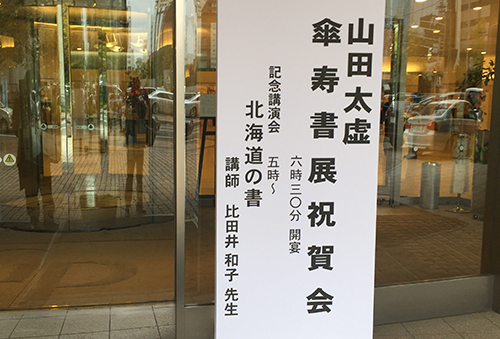 山田太虚
傘寿書展祝賀会
六時三〇分 開宴
記念講演会 五時～
北海道の書
講師 比田井 和子 先生